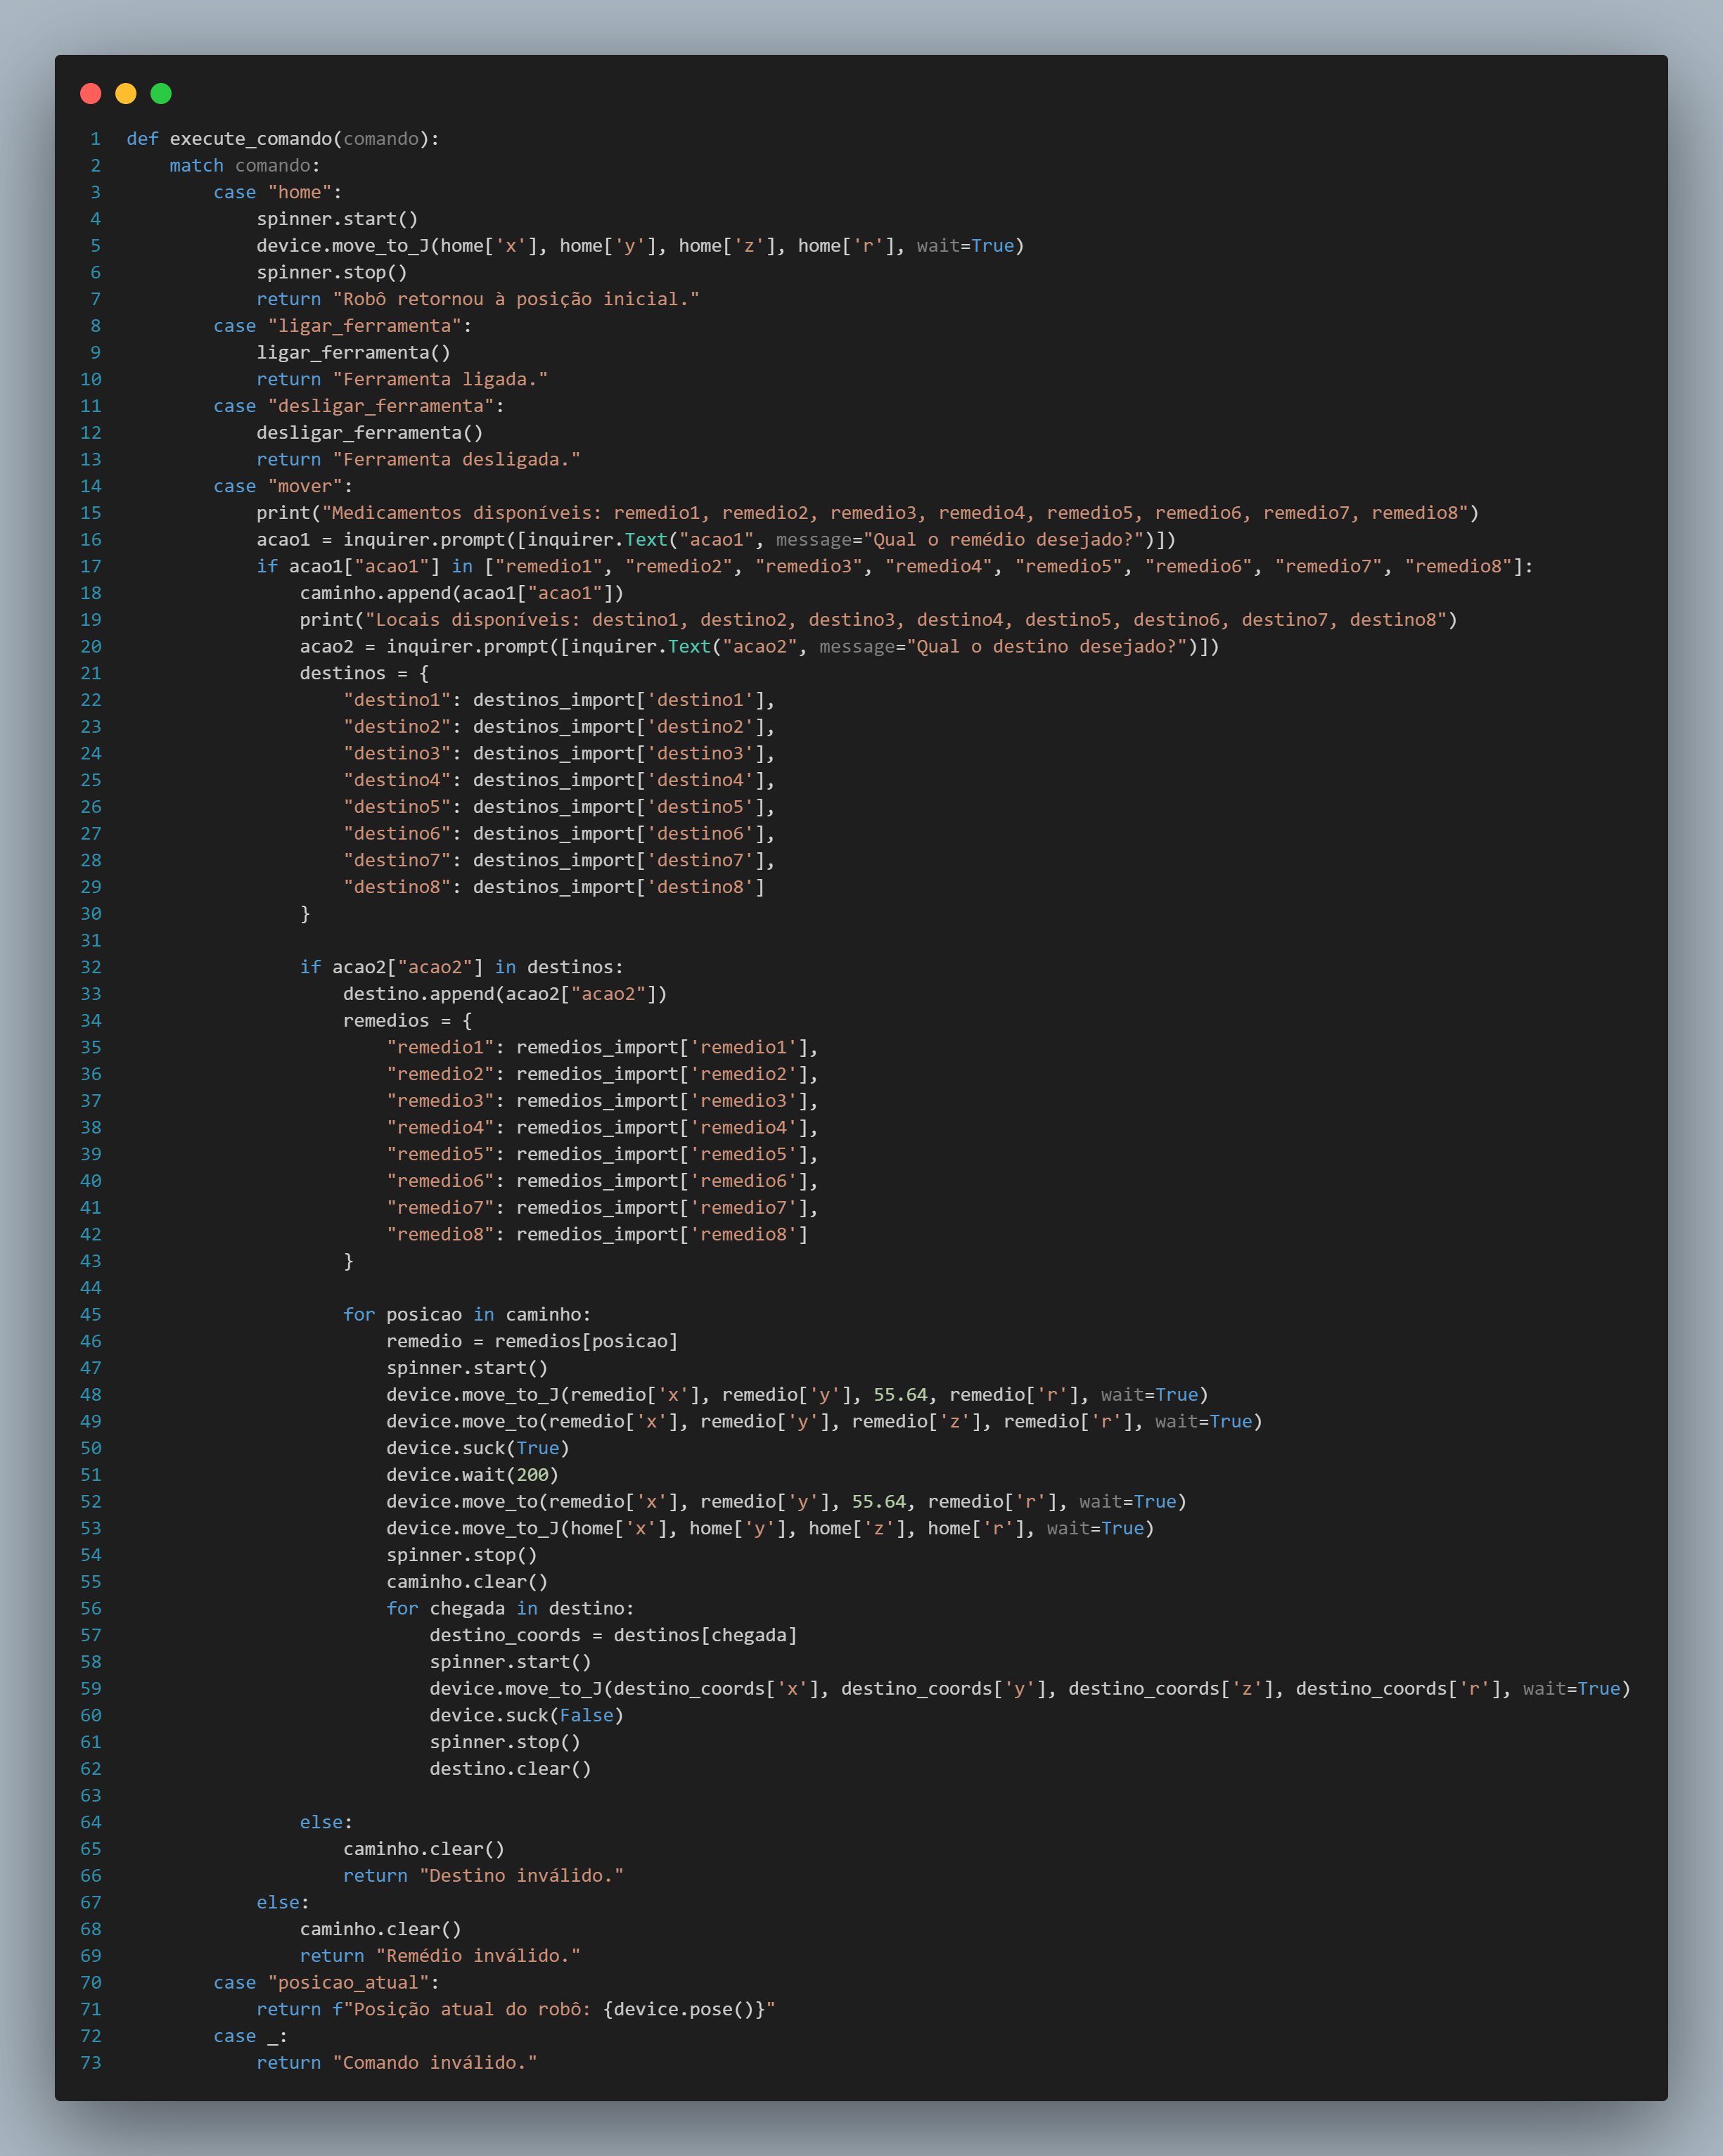 1 def execute_comando(comando):
2     match comando:
3         case "home":
4             spinner.start()
5             device.move_to_J(home['x'], home['y'], home['z'], home['r'], wait=True)
6             spinner.stop()
7             return "Robô retornou à posição inicial."
8         case "ligar_ferramenta":
9             ligar_ferramenta()
10             return "Ferramenta ligada."
11         case "desligar_ferramenta":
12             desligar_ferramenta()
13             return "Ferramenta desligada."
14         case "mover":
15             print("Medicamentos disponíveis: remedio1, remedio2, remedio3, remedio4, remedio5, remedio6, remedio7, remedio8")
16             acao1 = inquirer.prompt([inquirer.Text("acao1", message="Qual o remédio desejado?")])
17             if acao1["acao1"] in ["remedio1", "remedio2", "remedio3", "remedio4", "remedio5", "remedio6", "remedio7", "remedio8"]:
18                 caminho.append(acao1["acao1"])
19                 print("Locais disponíveis: destino1, destino2, destino3, destino4, destino5, destino6, destino7, destino8")
20                 acao2 = inquirer.prompt([inquirer.Text("acao2", message="Qual o destino desejado?")])
21                 destinos = {
22                     "destino1": destinos_import['destino1'],
23                     "destino2": destinos_import['destino2'],
24                     "destino3": destinos_import['destino3'],
25                     "destino4": destinos_import['destino4'],
26                     "destino5": destinos_import['destino5'],
27                     "destino6": destinos_import['destino6'],
28                     "destino7": destinos_import['destino7'],
29                     "destino8": destinos_import['destino8']
30                 }
31
32                 if acao2["acao2"] in destinos:
33                     destino.append(acao2["acao2"])
34                     remedios = {
35                         "remedio1": remedios_import['remedio1'],
36                         "remedio2": remedios_import['remedio2'],
37                         "remedio3": remedios_import['remedio3'],
38                         "remedio4": remedios_import['remedio4'],
39                         "remedio5": remedios_import['remedio5'],
40                         "remedio6": remedios_import['remedio6'],
41                         "remedio7": remedios_import['remedio7'],
42                         "remedio8": remedios_import['remedio8']
43                     }
44
45                     for posicao in caminho:
46                         remedio = remedios[posicao]
47                         spinner.start()
48                         device.move_to_J(remedio['x'], remedio['y'], 55.64, remedio['r'], wait=True)
49                         device.move_to(remedio['x'], remedio['y'], remedio['z'], remedio['r'], wait=True)
50                         device.suck(True)
51                         device.wait(200)
52                         device.move_to(remedio['x'], remedio['y'], 55.64, remedio['r'], wait=True)
53                         device.move_to_J(home['x'], home['y'], home['z'], home['r'], wait=True)
54                         spinner.stop()
55                         caminho.clear()
56                         for chegada in destino:
57                             destino_coords = destinos[chegada]
58                             spinner.start()
59                             device.move_to_J(destino_coords['x'], destino_coords['y'], destino_coords['z'], destino_coords['r'], wait=True)
60                             device.suck(False)
61                             spinner.stop()
62                             destino.clear()
63
64                 else:
65                     caminho.clear()
66                     return "Destino inválido."
67             else:
68                 caminho.clear()
69                 return "Remédio inválido."
70         case "posicao_atual":
71             return f"Posição atual do robô: {device.pose()}"
72         case _:
73             return "Comando inválido."